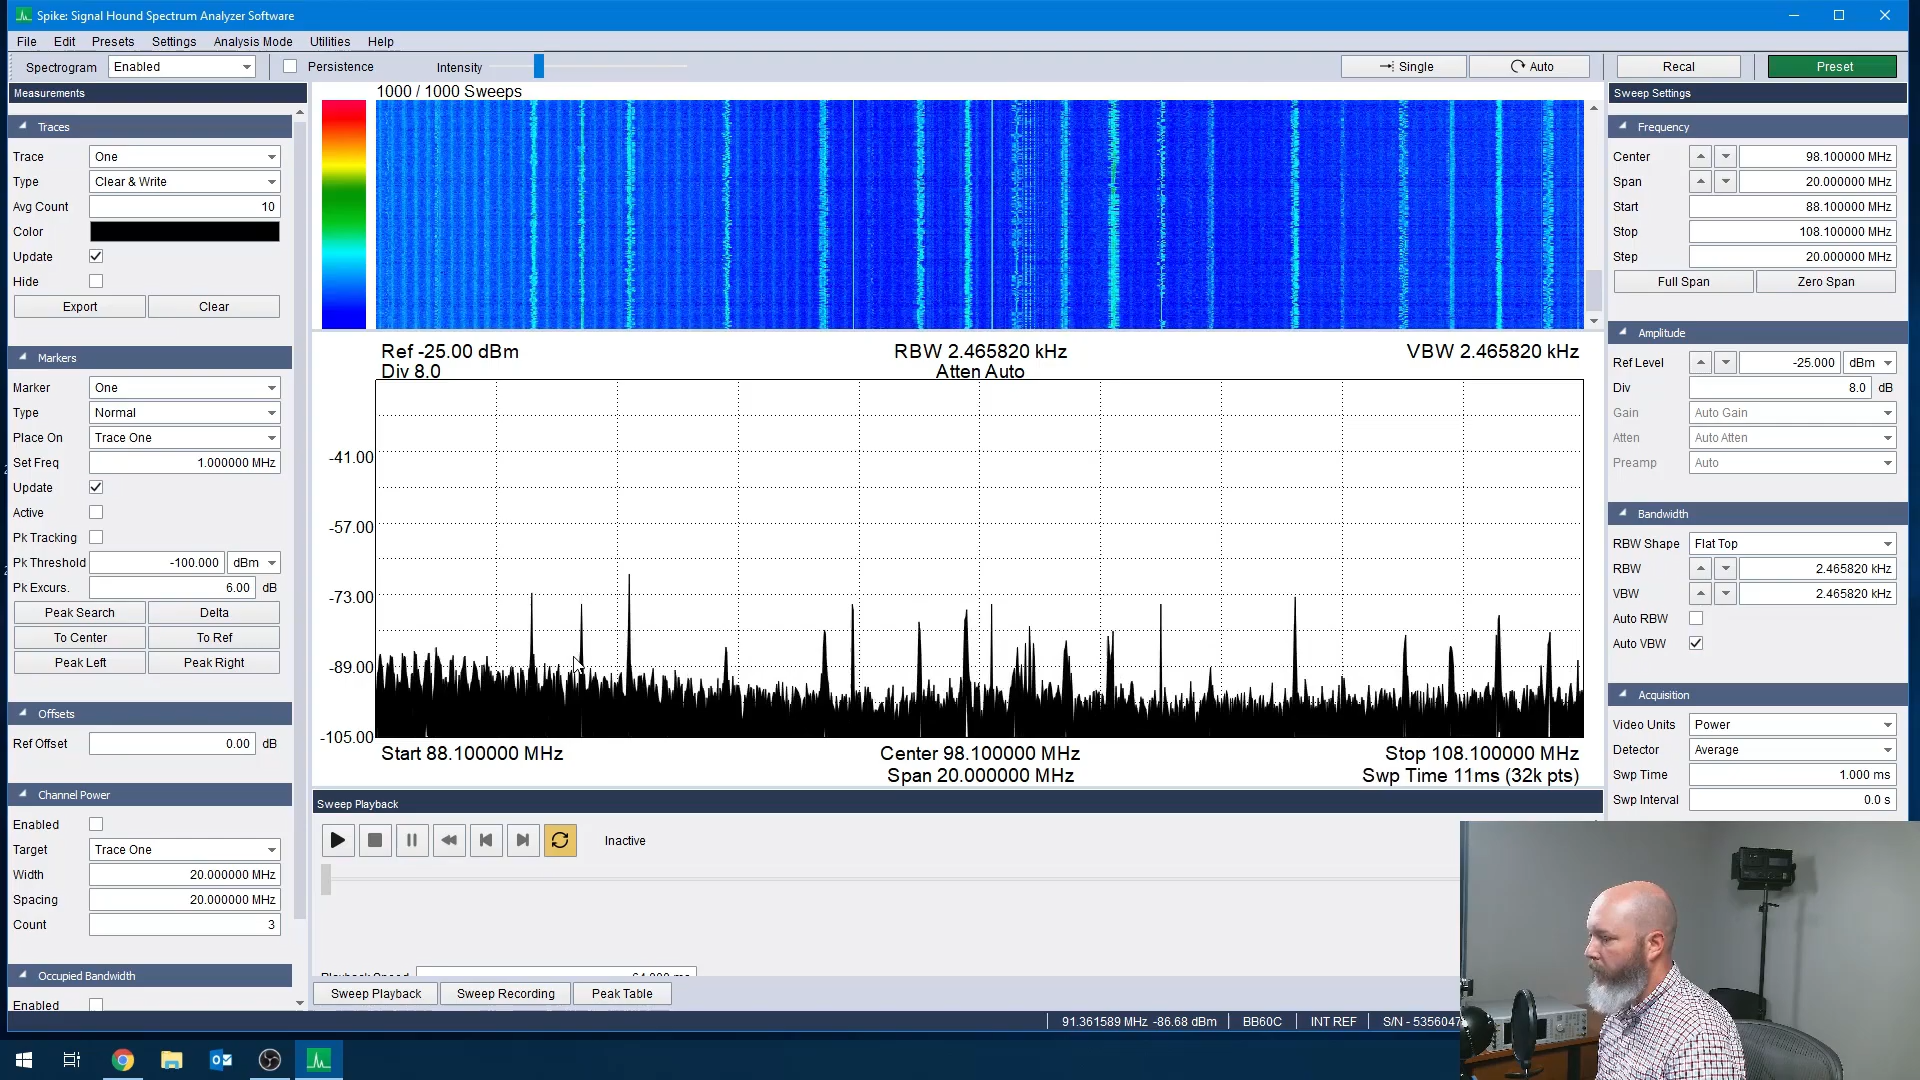 Spike: Signal Hound Spectrum Analyzer Software
File Edit Presets Settings Analysis Mode Utilities Help
Spectrogram Enabled Persistence Intensity Single Auto Recal Preset
Measurements
Traces
Trace One
Type Clear & Write
Avg Count 10
Color
Update
Hide
Export Clear
Markers
Marker One
Type Normal
Place On Trace One
Set Freq 1.000000 MHz
Update
Active
Pk Tracking
Pk Threshold -100.000 dBm
Pk Excurs. 6.00 dB
Peak Search Delta
To Center To Ref
Peak Left Peak Right
Offsets
Ref Offset 0.00 dB
Channel Power
Enabled
Target Trace One
Width 20.000000 MHz
Spacing 20.000000 MHz
Count 3
Occupied Bandwidth
Enabled
1000 / 1000 Sweeps
Ref -25.00 dBm RBW 2.465820 kHz VBW 2.465820 kHz
Div 8.0 Atten Auto
-41.00
-57.00
-73.00
-89.00
-105.00
Start 88.100000 MHz Center 98.100000 MHz Stop 108.100000 MHz
Span 20.000000 MHz Swp Time 11ms (32k pts)
Sweep Playback
Inactive
Sweep Playback Sweep Recording Peak Table
Sweep Settings
Frequency
Center 98.100000 MHz
Span 20.000000 MHz
Start 88.100000 MHz
Stop 108.100000 MHz
Step 20.000000 MHz
Full Span Zero Span
Amplitude
Ref Level -25.000 dBm
Div 8.0 dB
Gain Auto Gain
Atten Auto Atten
Preamp Auto
Bandwidth
RBW Shape Flat Top
RBW 2.465820 kHz
VBW 2.465820 kHz
Auto RBW
Auto VBW
Acquisition
Video Units Power
Detector Average
Swp Time 1.000 ms
Swp Interval 0.0 s
91.361589 MHz -86.68 dBm BB60C INT REF S/N - 5356047